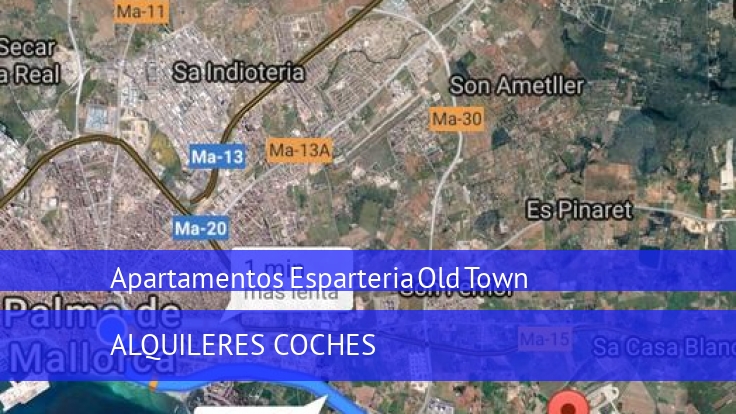 Ma-11
Secar
a Real
Sa Indioteria
Son Ametller
Ma-30
Ma-13
Ma-13A
Es Pinaret
Ma-20
1 min
más lenta
Apartamentos Esparteria Old Town
Palma de
Mallorca
ALQUILERES COCHES
Ma-15
Sa Casa Blanc